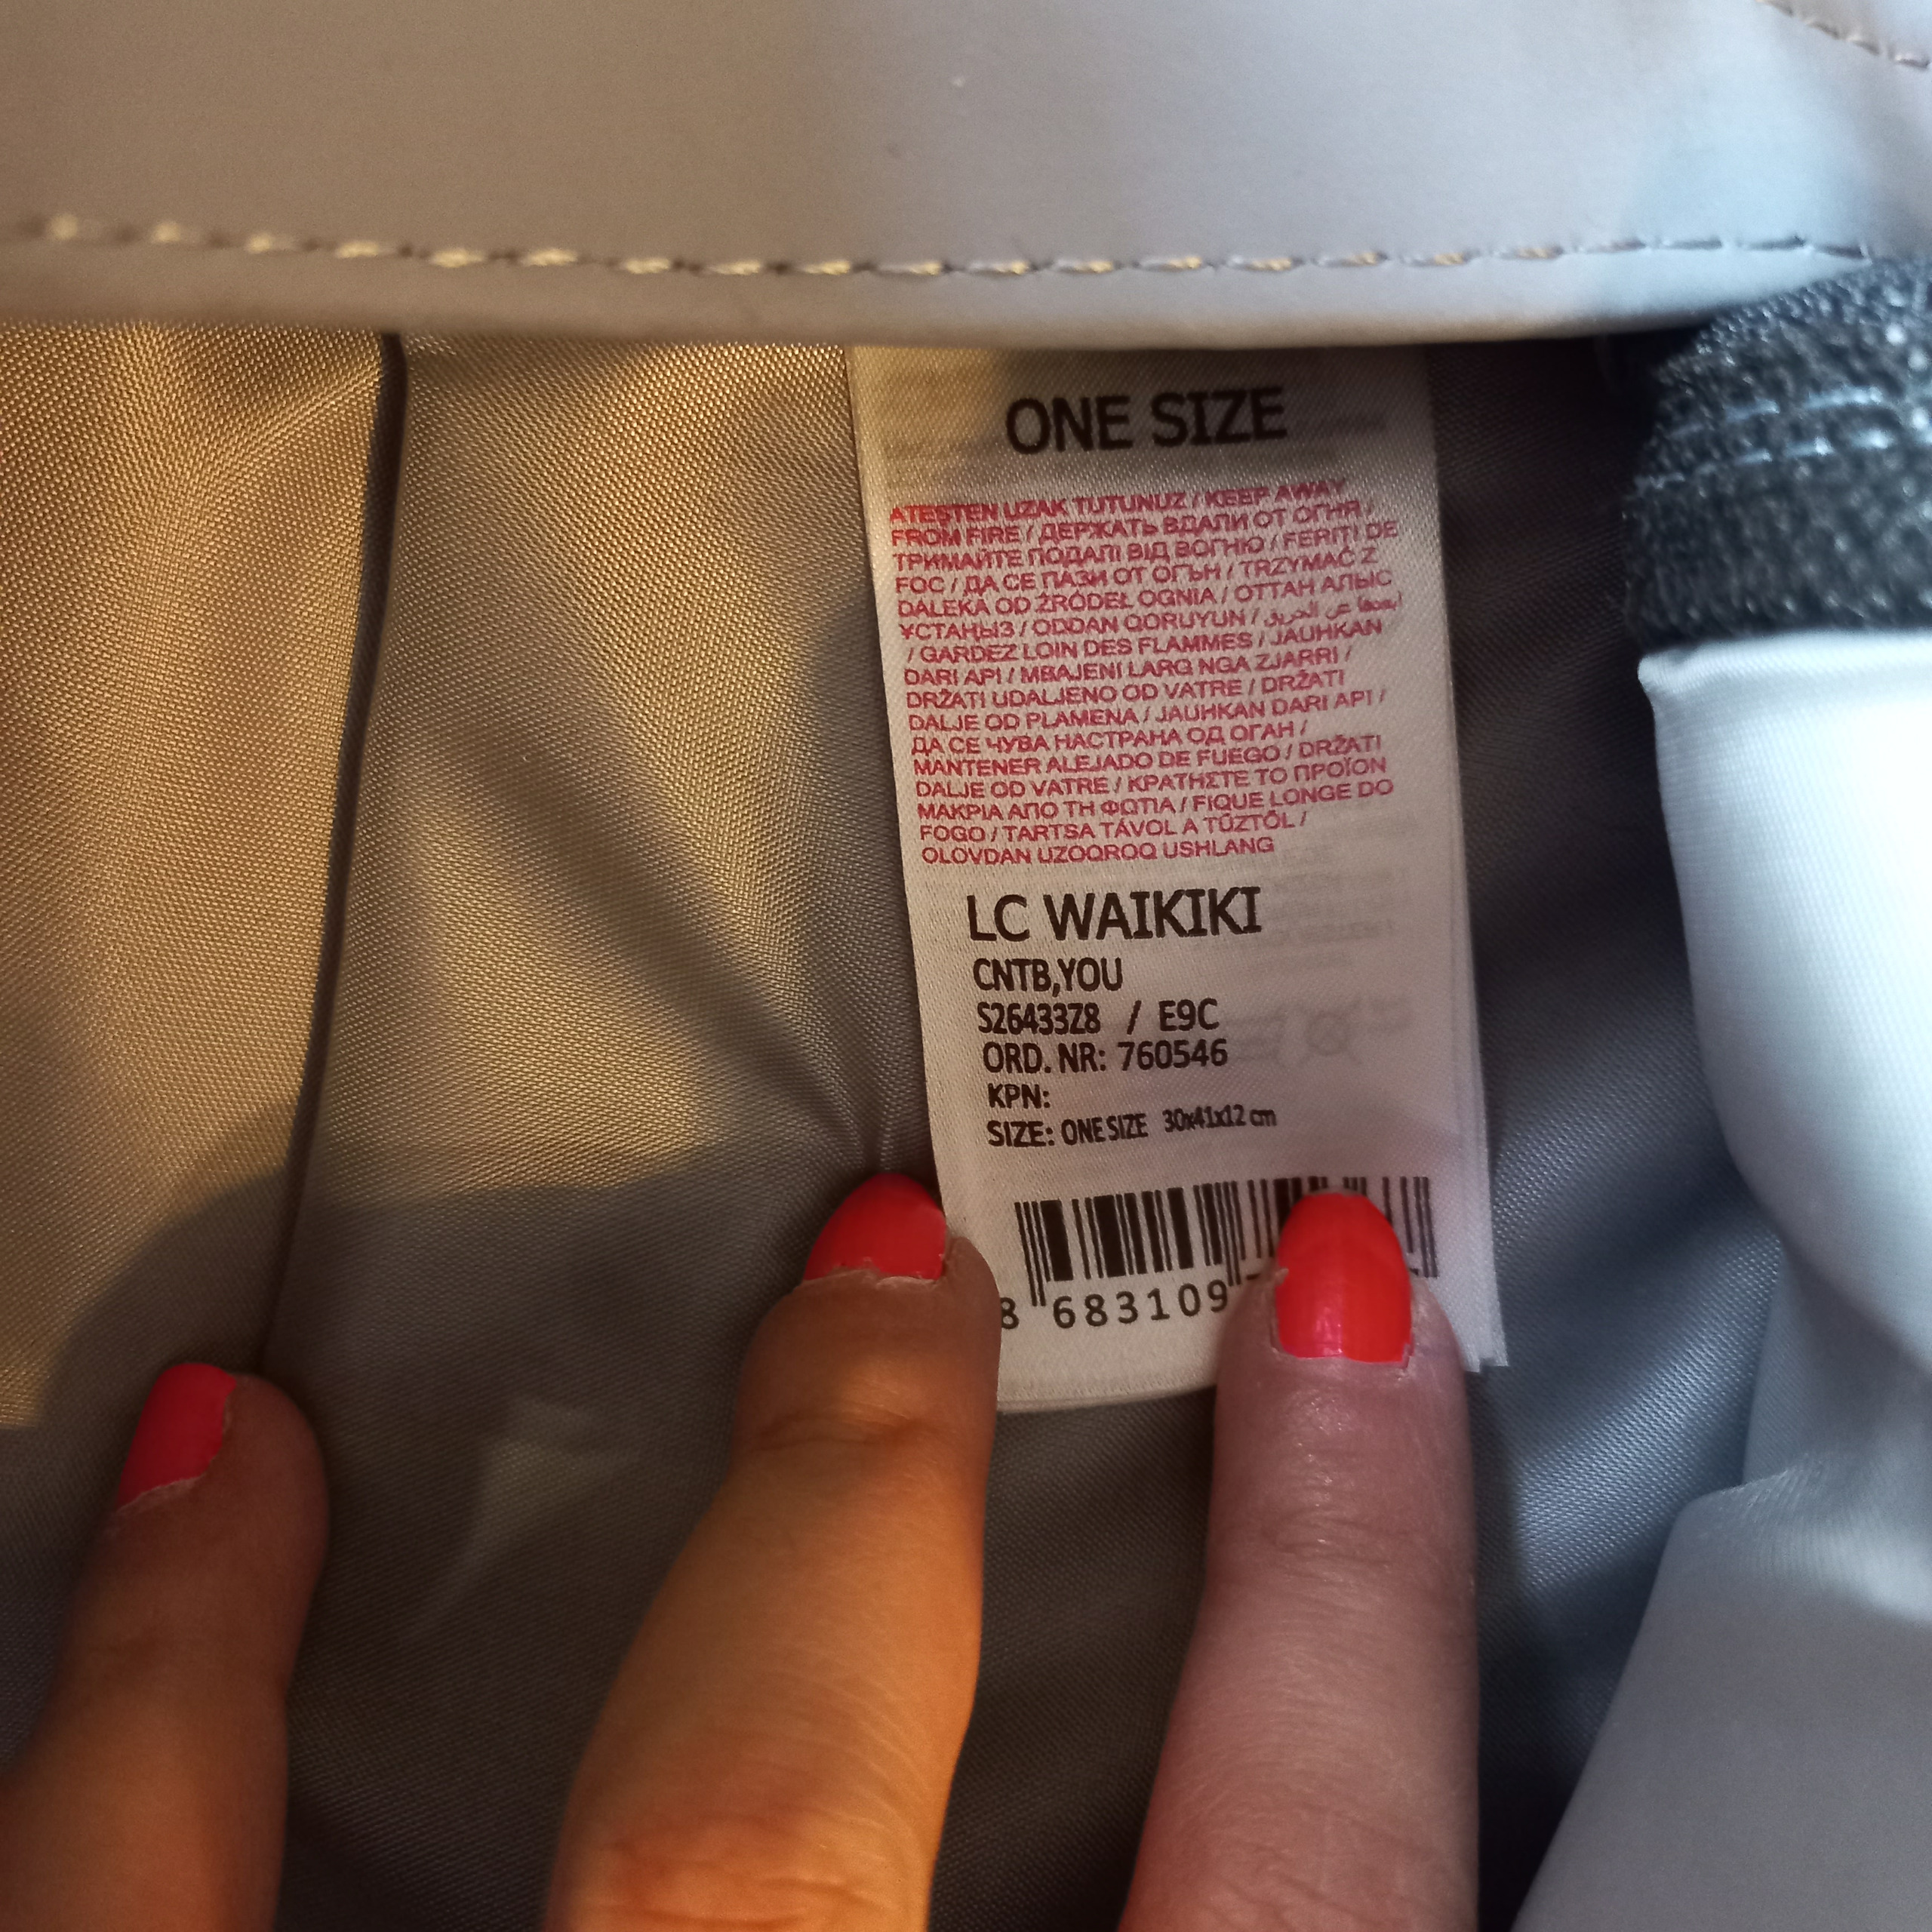 ONE SIZE
ATEŞTEN UZAK TUTUNUZ / KEEP AWAY
FROM FIRE / ДЕРЖАТЬ ВДАЛИ ОТ ОГНЯ /
ТРИМАЙТЕ ПОДАЛІ ВІД ВОГНЮ / FERIȚI DE
FOC / ДА СЕ ПАЗИ ОТ ОГЪН / TRZYMAĆ Z
DALEKA OD ŹRÓDEŁ OGNIA / ОТТАН АЛЫС
ҰСТАҢЫЗ / ODDAN QORUYUN / ابعدها عن الحريق
/ GARDEZ LOIN DES FLAMMES / JAUHKAN
DARI API / MBAJENI LARG NGA ZJARRI /
DRŽATI UDALJENO OD VATRE / DRŽATI
DALJE OD PLAMENA / JAUHKAN DARI API /
ДА СЕ ЧУВА НАСТРАНА ОД ОГАН /
MANTENER ALEJADO DE FUEGO / DRŽATI
DALJE OD VATRE / ΚΡΑΤΗΣΤΕ ΤΟ ΠΡΟΪΟΝ
ΜΑΚΡΙΑ ΑΠΟ ΤΗ ΦΩΤΙΑ / FIQUE LONGE DO
FOGO / TARTSA TÁVOL A TŰZTŐL /
OLOVDAN UZOQROQ USHLANG
LC WAIKIKI
CNTB,YOU
S26433Z8 / E9C
ORD. NR: 760546
KPN:
SIZE: ONE SIZE 30x41x12 cm
8 683109